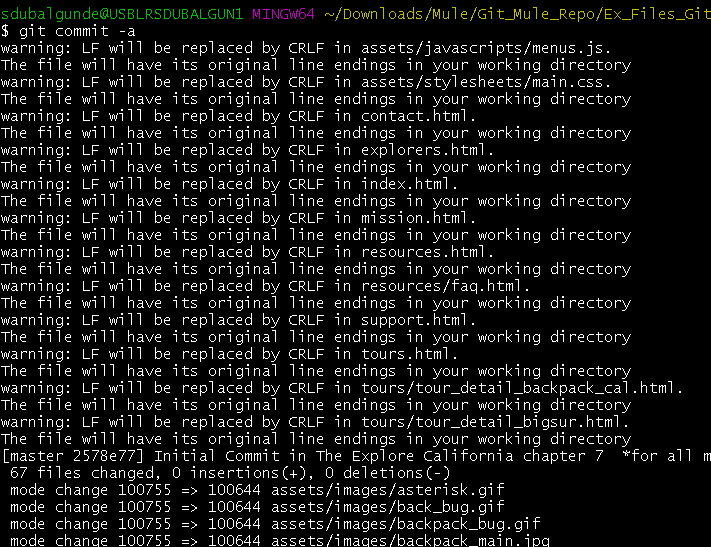 sdubalgunde@USBLRSDUBALGUN1 MINGW64 ~/Downloads/Mule/Git_Mule_Repo/Ex_Files_Git
$ git commit -a
warning: LF will be replaced by CRLF in assets/javascripts/menus.js.
The file will have its original line endings in your working directory
warning: LF will be replaced by CRLF in assets/stylesheets/main.css.
The file will have its original line endings in your working directory
warning: LF will be replaced by CRLF in contact.html.
The file will have its original line endings in your working directory
warning: LF will be replaced by CRLF in explorers.html.
The file will have its original line endings in your working directory
warning: LF will be replaced by CRLF in index.html.
The file will have its original line endings in your working directory
warning: LF will be replaced by CRLF in mission.html.
The file will have its original line endings in your working directory
warning: LF will be replaced by CRLF in resources.html.
The file will have its original line endings in your working directory
warning: LF will be replaced by CRLF in resources/faq.html.
The file will have its original line endings in your working directory
warning: LF will be replaced by CRLF in support.html.
The file will have its original line endings in your working directory
warning: LF will be replaced by CRLF in tours.html.
The file will have its original line endings in your working directory
warning: LF will be replaced by CRLF in tours/tour_detail_backpack_cal.html.
The file will have its original line endings in your working directory
warning: LF will be replaced by CRLF in tours/tour_detail_bigsur.html.
The file will have its original line endings in your working directory
[master 2578e77] Initial Commit in The Explore California chapter 7  *for all m
 67 files changed, 0 insertions(+), 0 deletions(-)
 mode change 100755 => 100644 assets/images/asterisk.gif
 mode change 100755 => 100644 assets/images/back_bug.gif
 mode change 100755 => 100644 assets/images/backpack_bug.gif
 mode change 100755 => 100644 assets/images/backpack_main.jpg